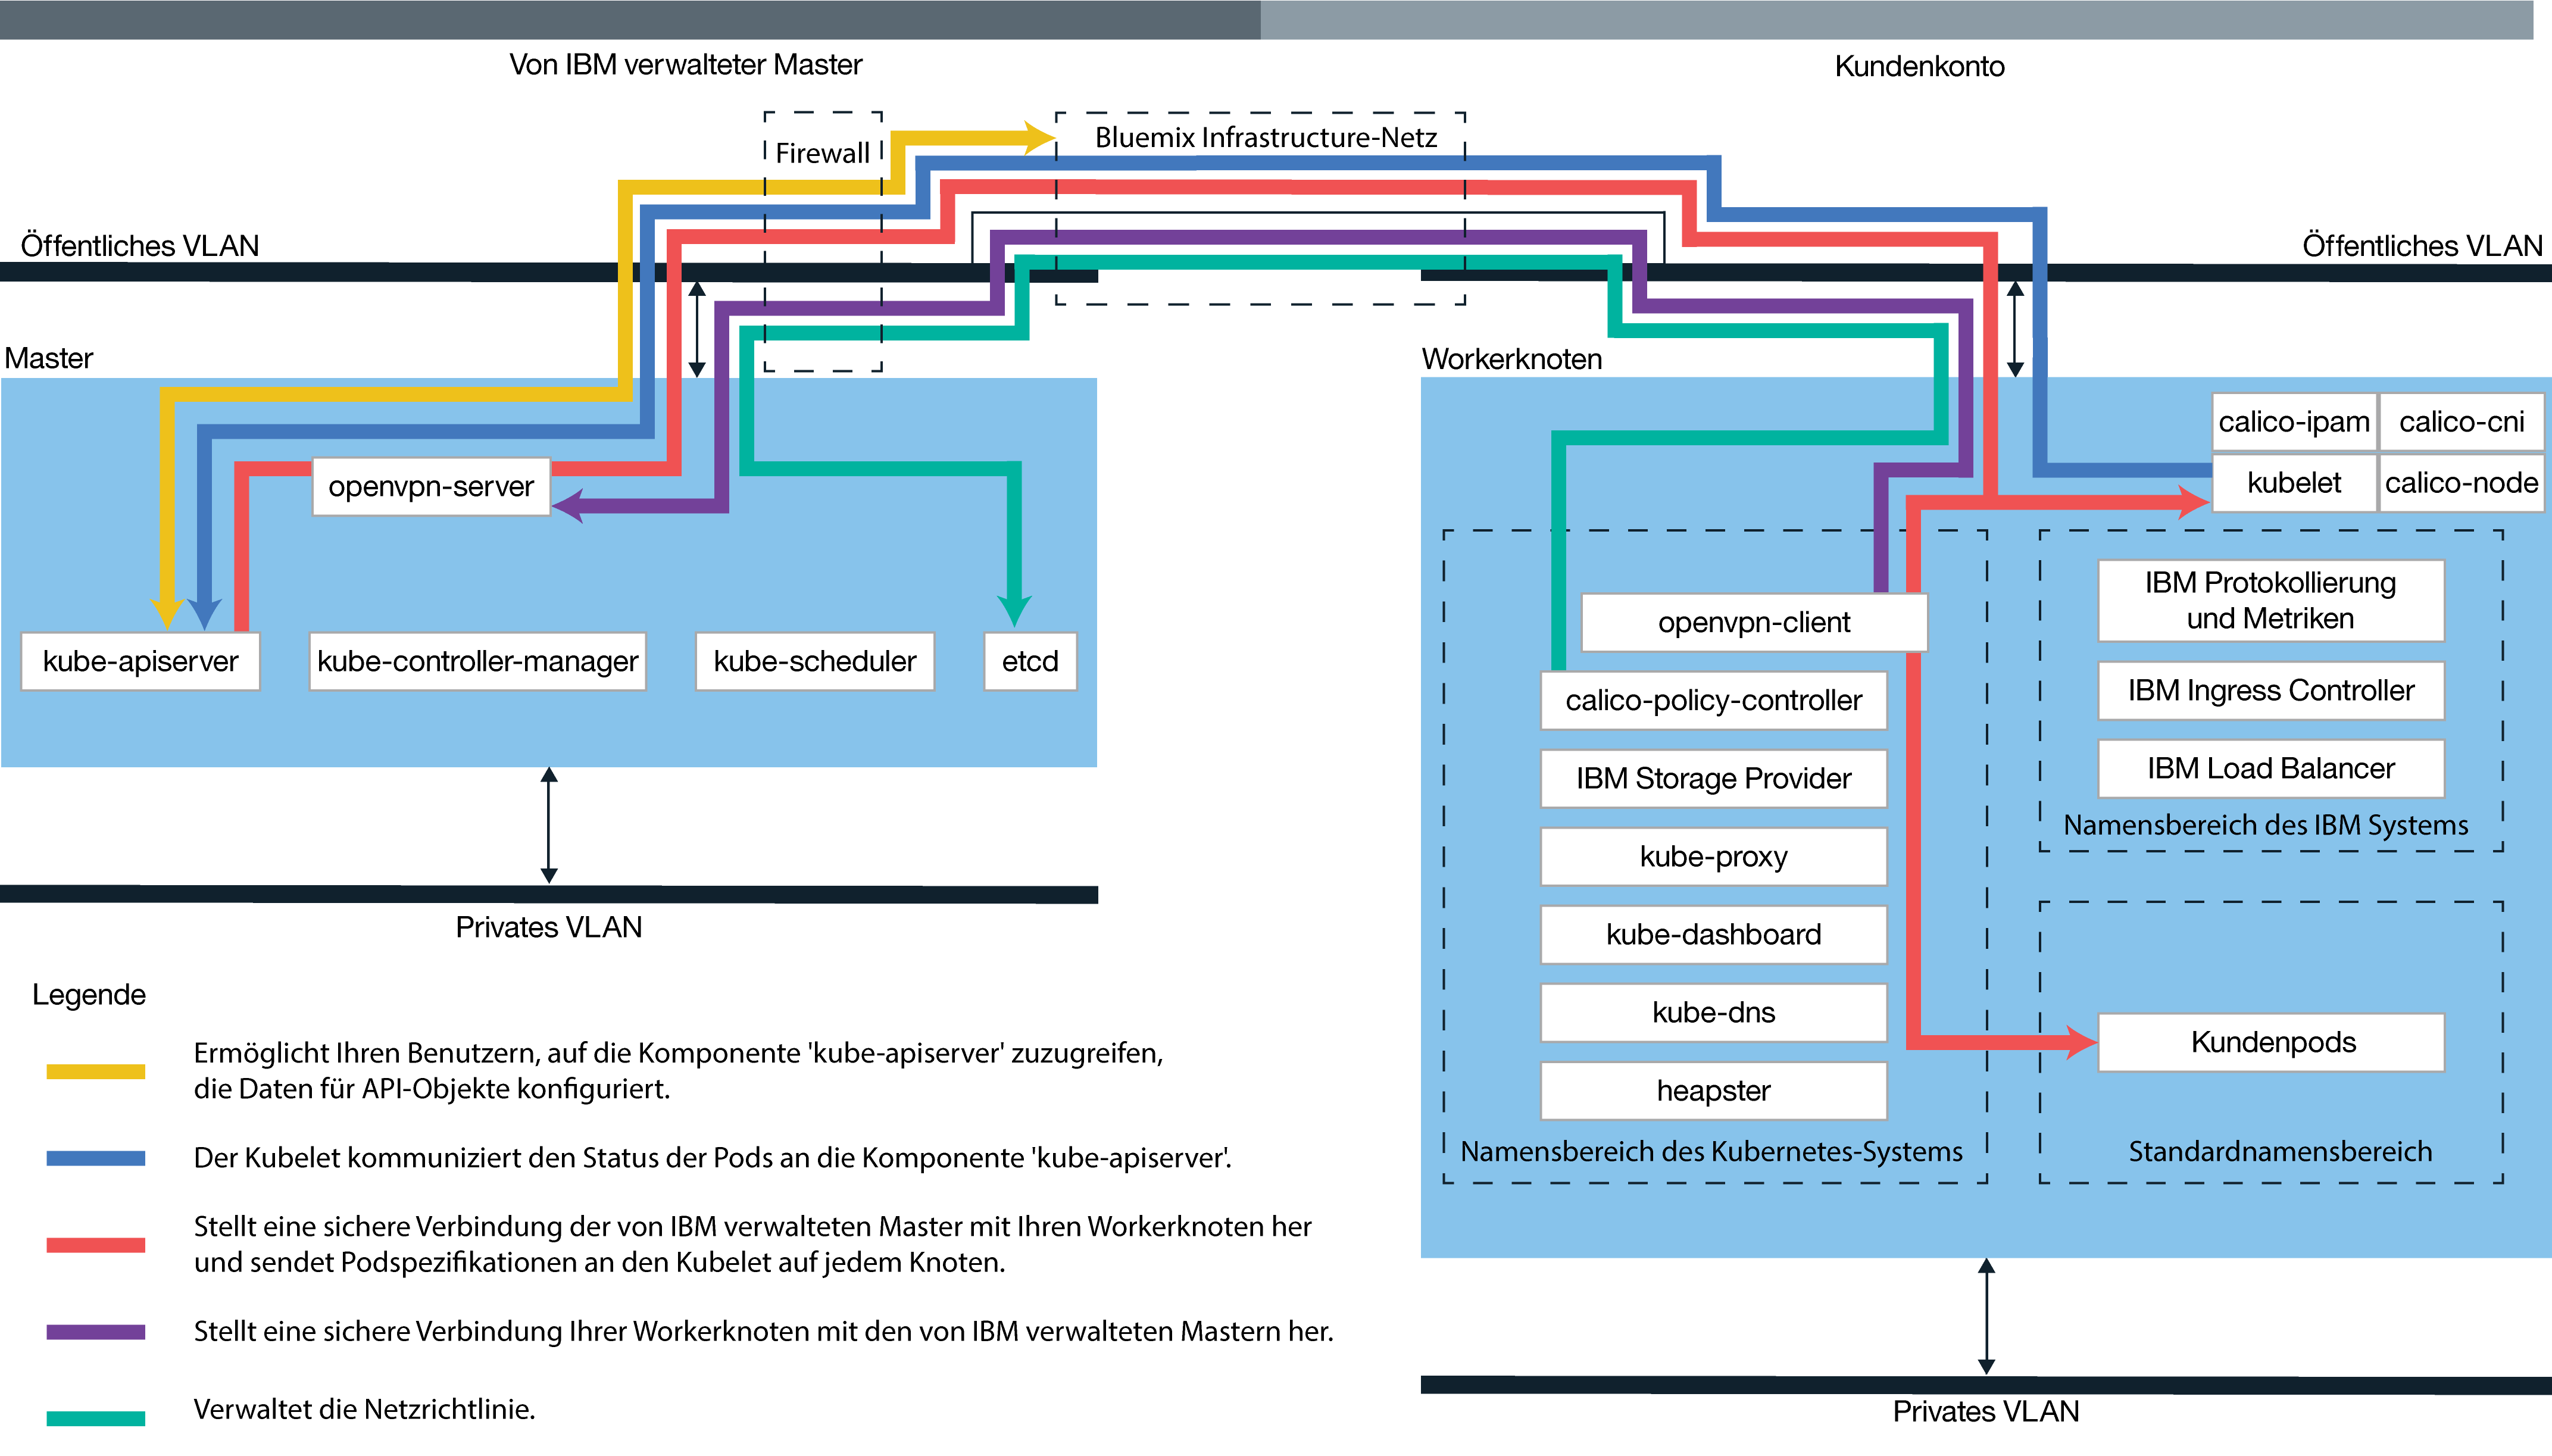 Von IBM verwalteter Master
Kundenkonto
Firewall
Bluemix Infrastructure-Netz
Öffentliches VLAN
Öffentliches VLAN
Master
Workerknoten
openvpn-server
kube-apiserver
kube-controller-manager
kube-scheduler
etcd
Privates VLAN
calico-ipam
calico-cni
kubelet
calico-node
openvpn-client
calico-policy-controller
IBM Storage Provider
kube-proxy
kube-dashboard
kube-dns
heapster
Namensbereich des Kubernetes-Systems
IBM Protokollierung
und Metriken
IBM Ingress Controller
IBM Load Balancer
Namensbereich des IBM Systems
Kundenpods
Standardnamensbereich
Privates VLAN
Legende
Ermöglicht Ihren Benutzern, auf die Komponente 'kube-apiserver' zuzugreifen,
die Daten für API-Objekte konfiguriert.
Der Kubelet kommuniziert den Status der Pods an die Komponente 'kube-apiserver'.
Stellt eine sichere Verbindung der von IBM verwalteten Master mit Ihren Workerknoten her
und sendet Podspezifikationen an den Kubelet auf jedem Knoten.
Stellt eine sichere Verbindung Ihrer Workerknoten mit den von IBM verwalteten Mastern her.
Verwaltet die Netzrichtlinie.